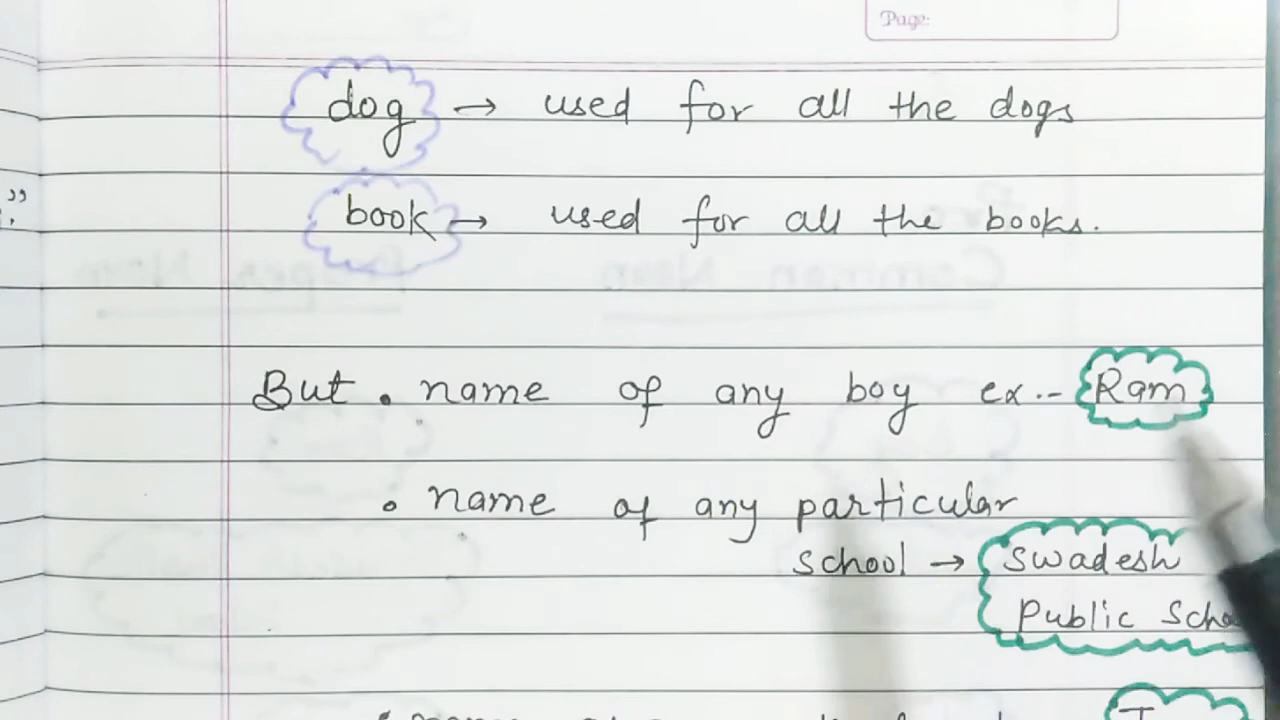 Page:
dog → used for all the dogs
book → used for all the books.
But . name of any boy ex.- Ram
. name of any particular
school → Swadesh
Public